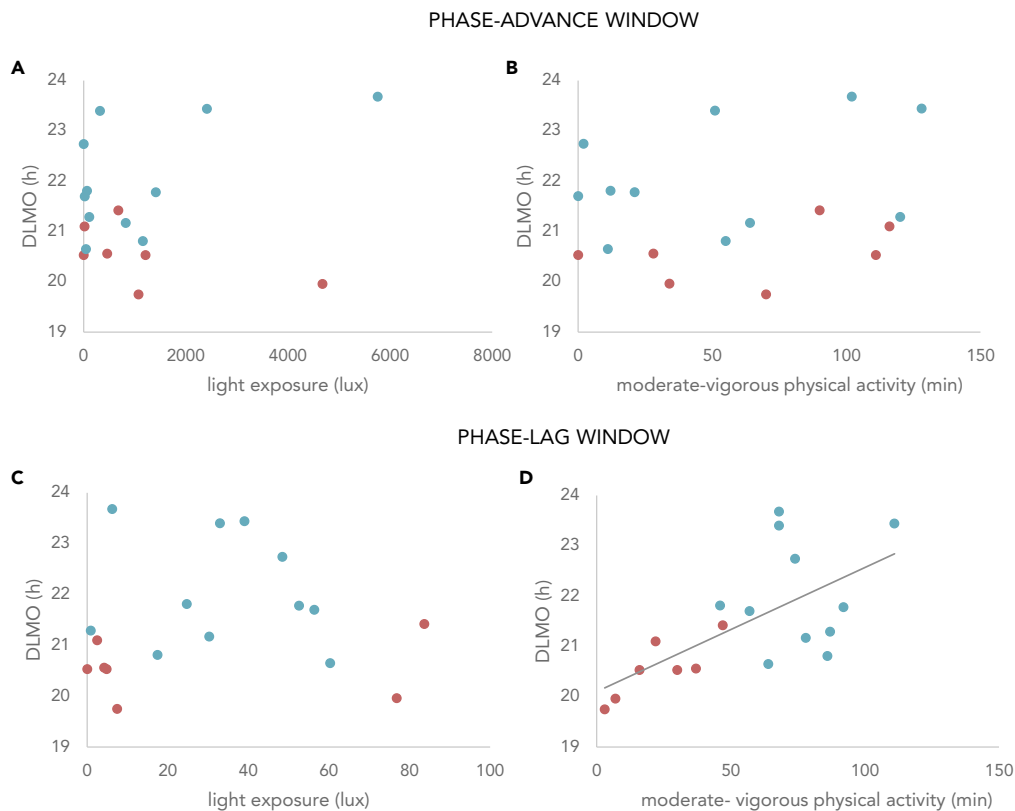 PHASE-ADVANCE WINDOW
A
24
23
22
21
20
19
DLMO (h)
0 2000 4000 6000 8000
light exposure (lux)
B
24
23
22
21
20
19
DLMO (h)
0 50 100 150
moderate-vigorous physical activity (min)
PHASE-LAG WINDOW
C
24
23
22
21
20
19
DLMO (h)
0 20 40 60 80 100
light exposure (lux)
D
24
23
22
21
20
19
DLMO (h)
0 50 100 150
moderate- vigorous physical activity (min)